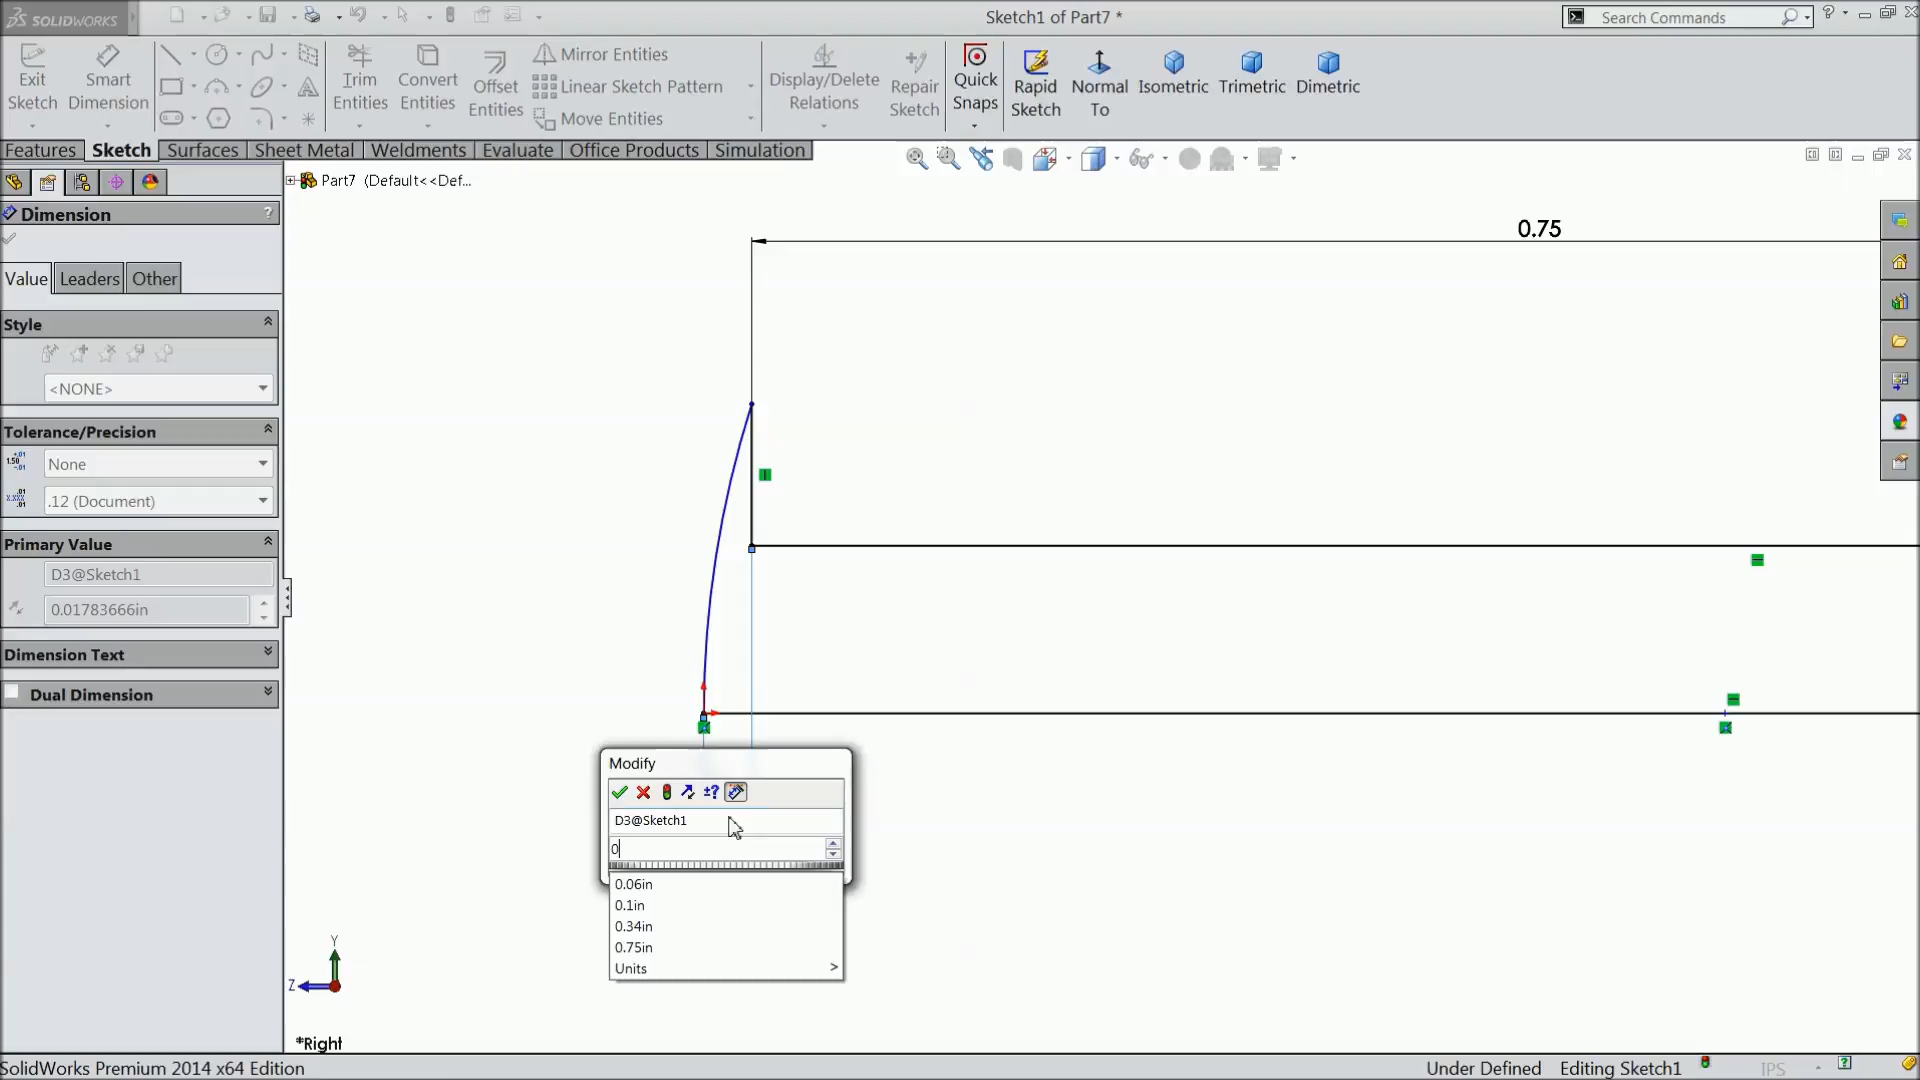 SOLIDWORKS
Sketch1 of Part7 *
Search Commands
Exit Sketch
Smart Dimension
Trim Entities
Convert Entities
Offset Entities
Mirror Entities
Linear Sketch Pattern
Move Entities
Display/Delete Relations
Repair Sketch
Quick Snaps
Rapid Sketch
Normal To
Isometric
Trimetric
Dimetric
Features
Sketch
Surfaces
Sheet Metal
Weldments
Evaluate
Office Products
Simulation
Part7 (Default<<Def...
Dimension
?
Value
Leaders
Other
Style
<NONE>
Tolerance/Precision
None
.12 (Document)
Primary Value
D3@Sketch1
0.01783666in
Dimension Text
Dual Dimension
0.75
Modify
±?
D3@Sketch1
0
0.06in
0.1in
0.34in
0.75in
Units >
Y
Z
*Right
SolidWorks Premium 2014 x64 Edition
Under Defined
Editing Sketch1
IPS